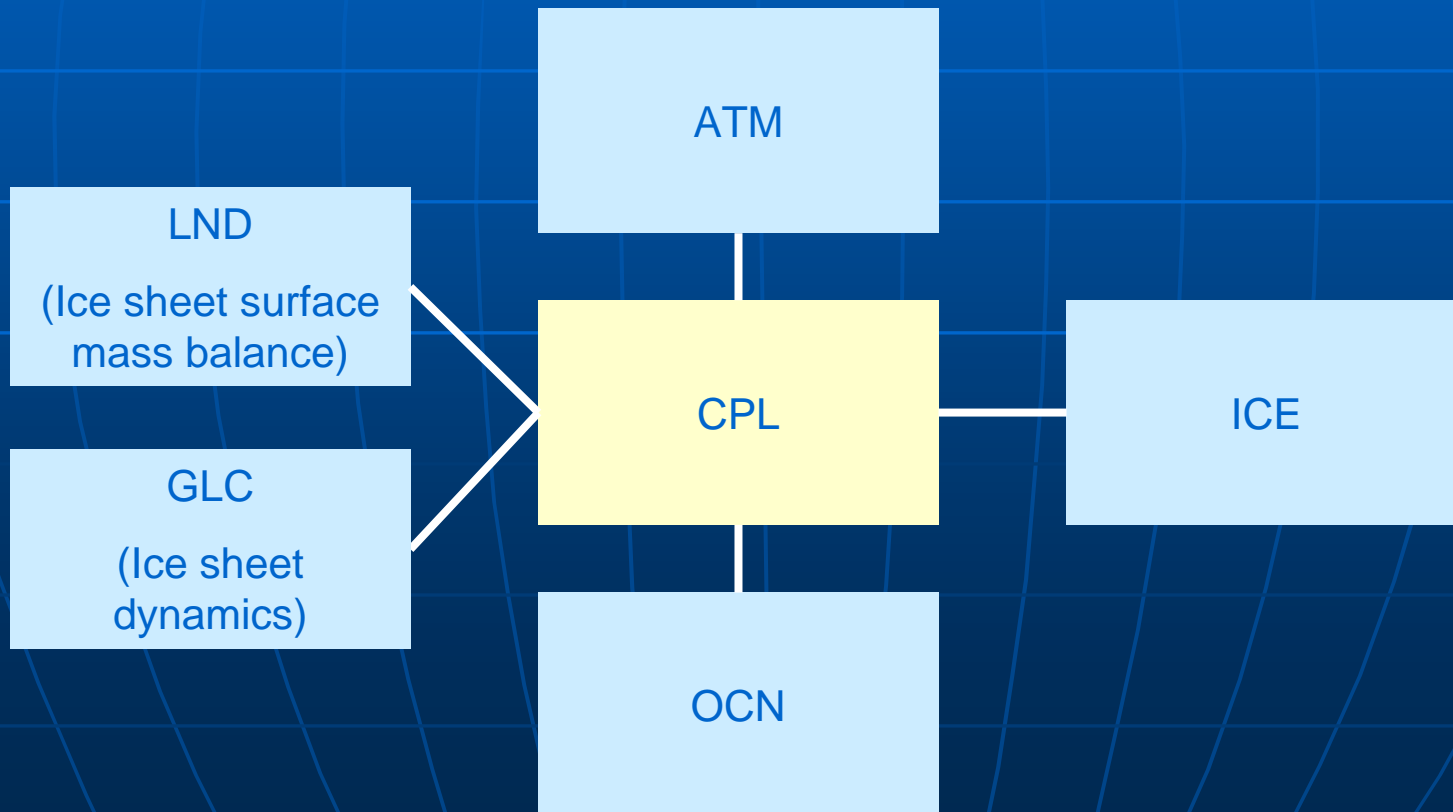 ATM
LND
(Ice sheet surface
mass balance)
CPL
ICE
GLC
(Ice sheet
dynamics)
OCN